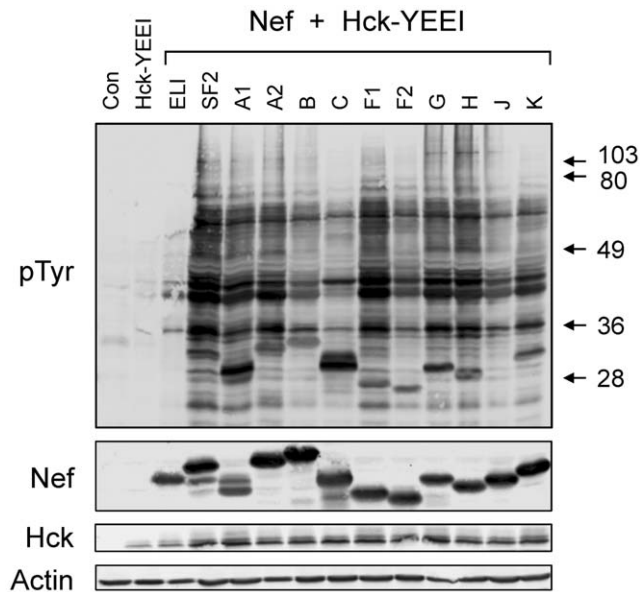 Nef + Hck-YEEI
Con
Hck-YEEI
ELI
SF2
A1
A2
B
C
F1
F2
G
H
J
K
103
80
pTyr
49
36
28
Nef
Hck
Actin